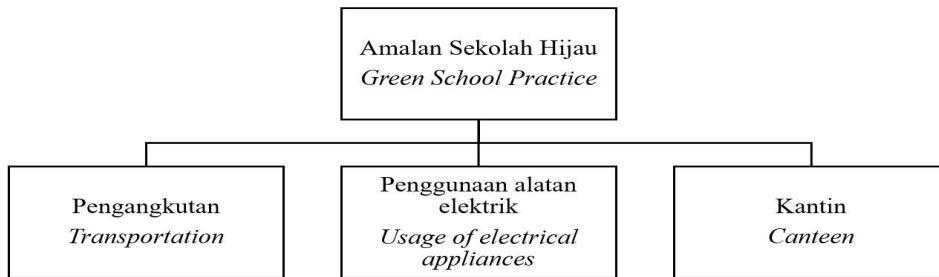 Amalan Sekolah Hijau
Green School Practice
Pengangkutan
Transportation
Penggunaan alatan
elektrik
Usage of electrical
appliances
Kantin
Canteen